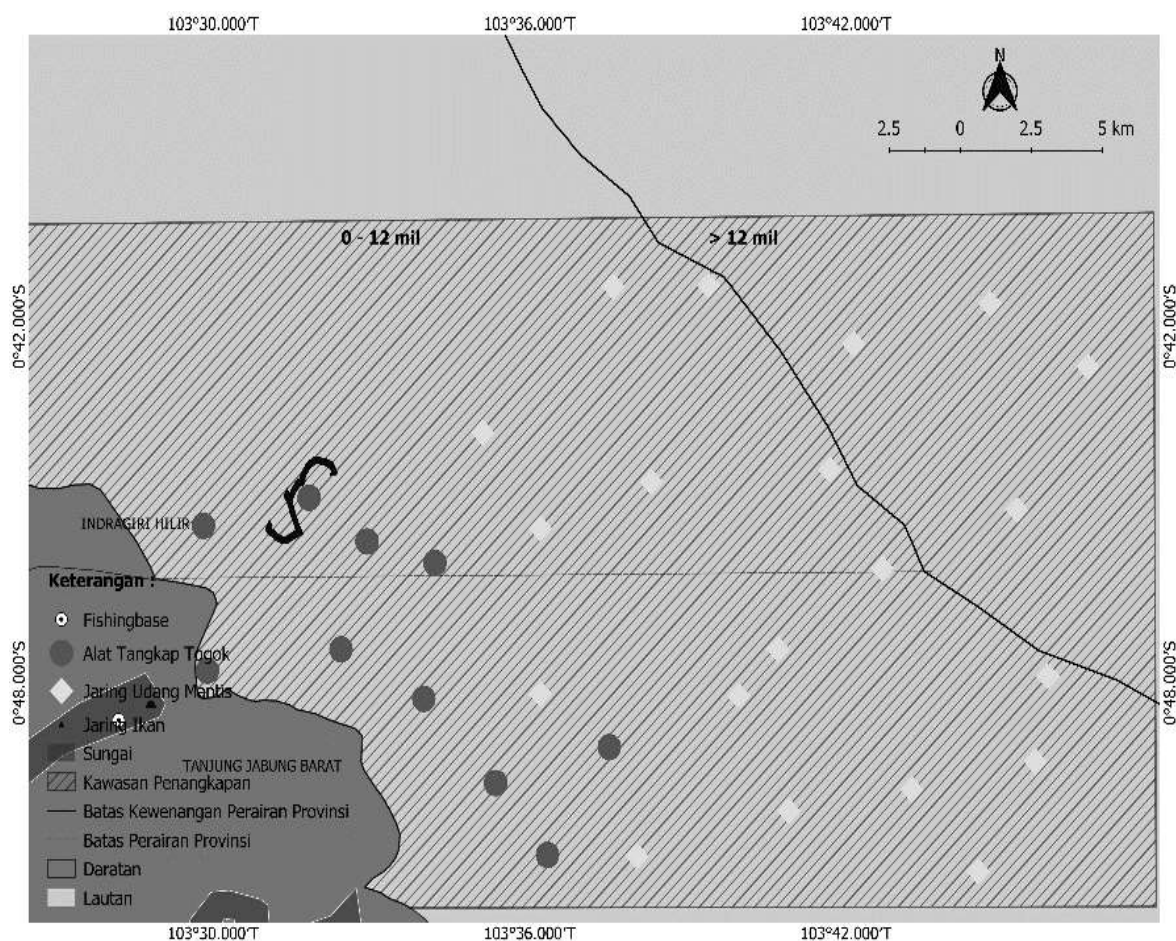 103°30.000'T 103°36.000'T 103°42.000'T
N
2.5 0 2.5 5 km
0 - 12 mil > 12 mil
0°42.000'S 0°42.000'S
INDRAGIRI HILIR
Keterangan :
Fishingbase
Alat Tangkap Togok
Jaring Udang Mantis
Jaring Ikan
Sungai
TANJUNG JABUNG BARAT
Kawasan Penangkapan
Batas Kewenangan Perairan Provinsi
Batas Perairan Provinsi
Daratan
Lautan
0°48.000'S 0°48.000'S
103°30.000'T 103°36.000'T 103°42.000'T